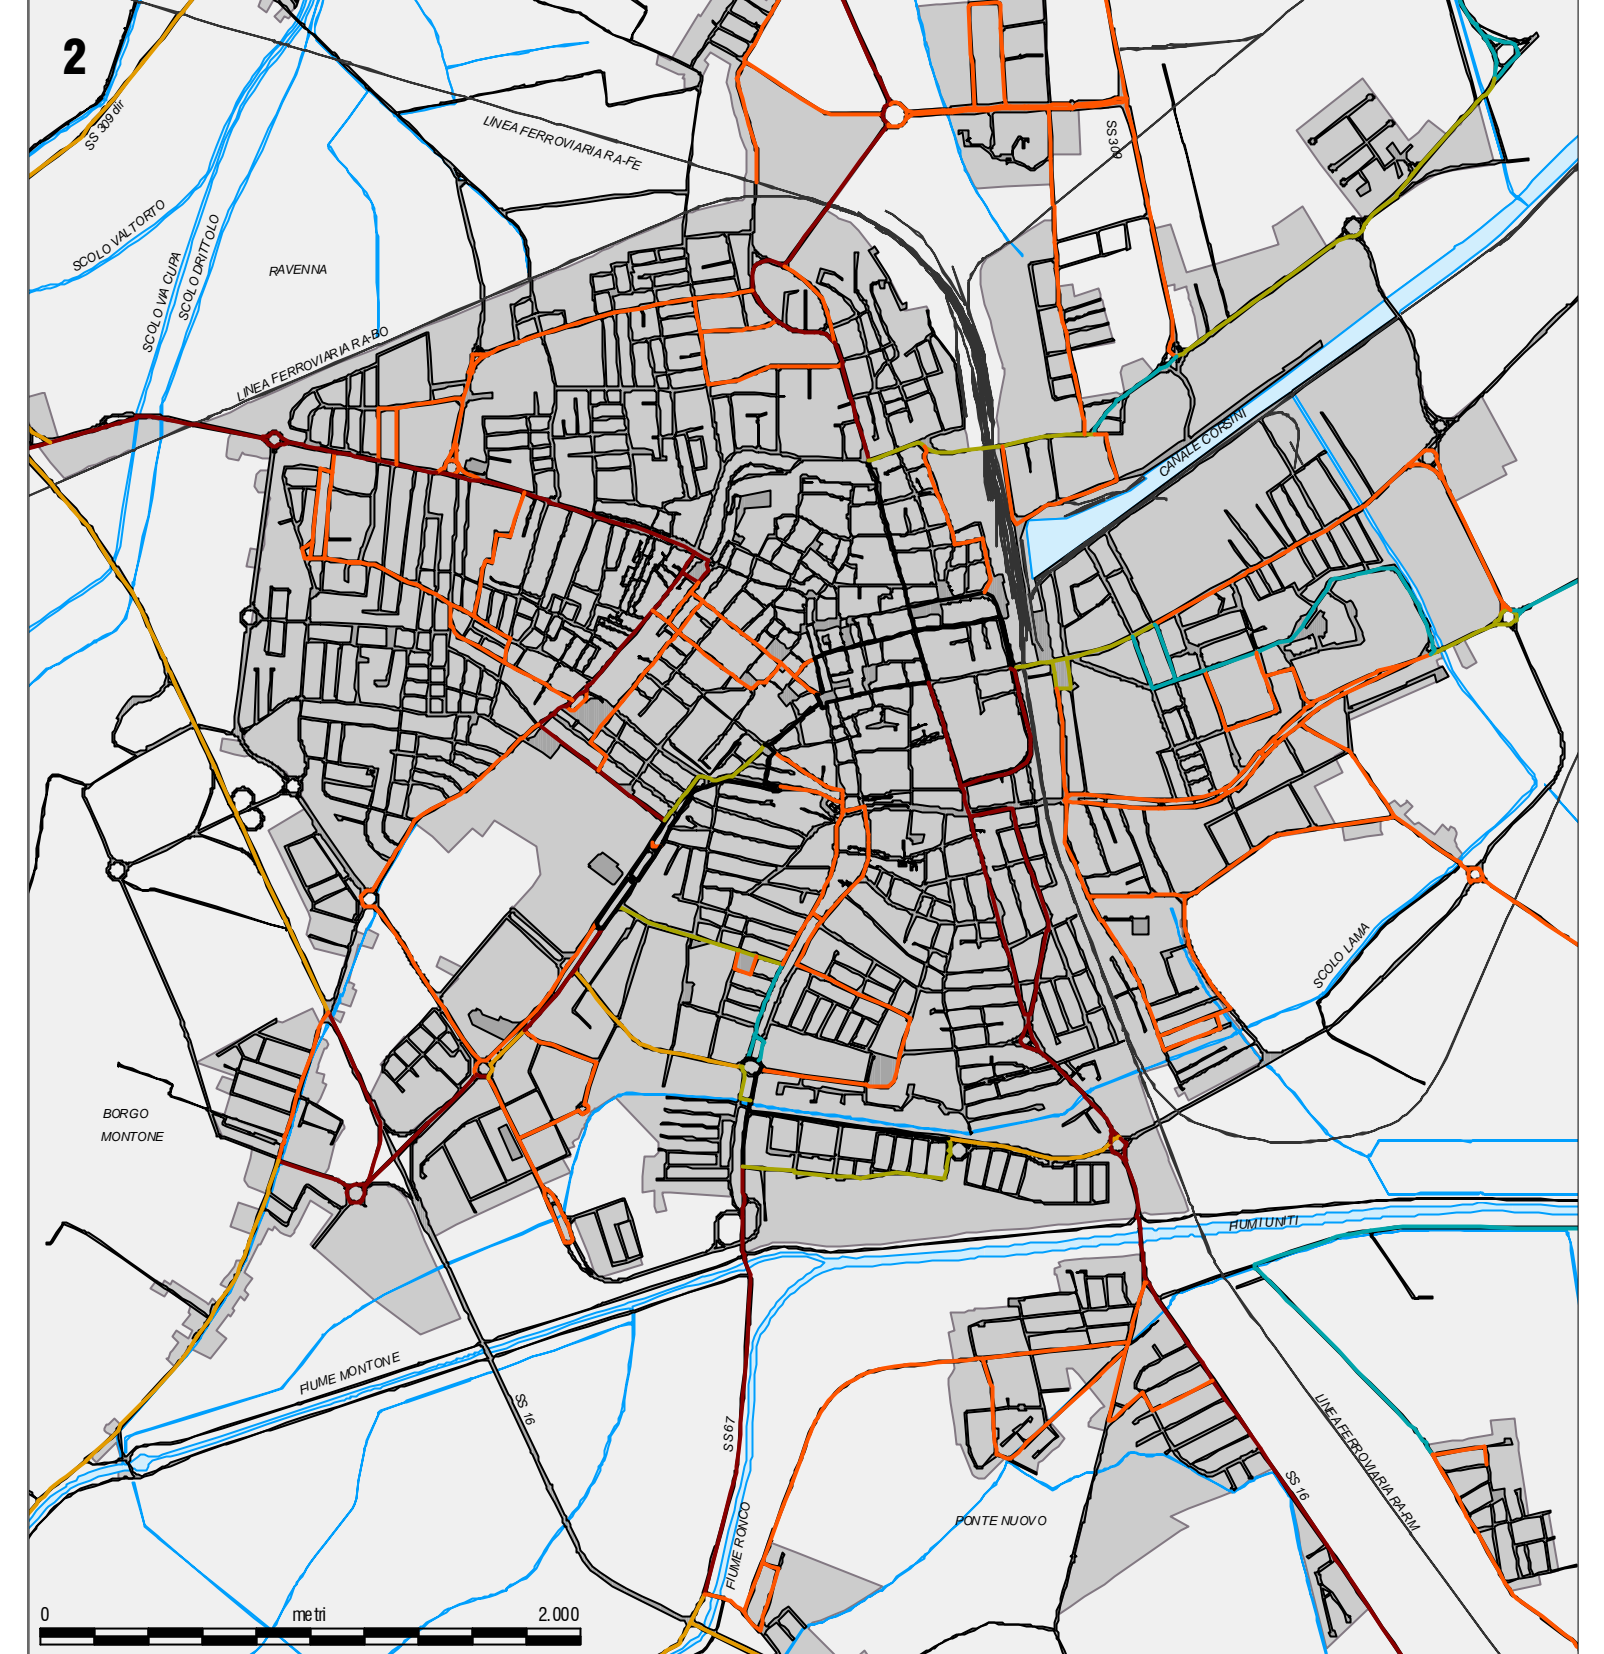 2
SS 309 dir
LINEA FERROVIARIA RA-FE
SS 309
SCOLO VALTORTO
SCOLO VIA CUPA
SCOLO DRITTOLO
RAVENNA
LINEA FERROVIARIA RA-BO
CANALE CORSINI
SCOLO LAMA
BORGO
MONTONE
FIUMI UNITI
FIUME MONTONE
SS 16
SS67
LINEA FERROVIARIA RA-RM
SS 16
PONTE NUOVO
FIUME RONCO
0 metri 2.000